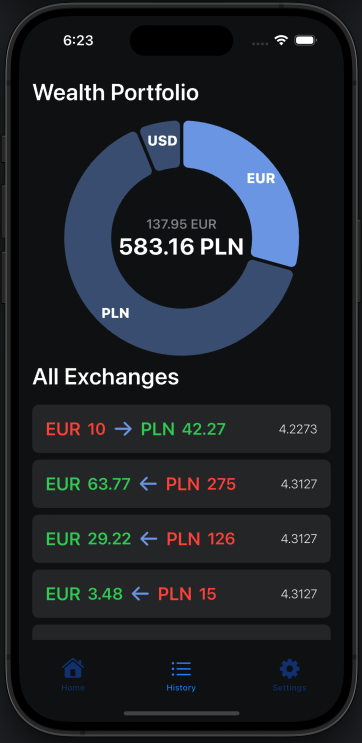 6:23
Wealth Portfolio
USD
EUR
137.95 EUR
583.16 PLN
PLN
All Exchanges
EUR 10 → PLN 42.27 4.2273
EUR 63.77 ← PLN 275 4.3127
EUR 29.22 ← PLN 126 4.3127
EUR 3.48 ← PLN 15 4.3127
Home History Settings